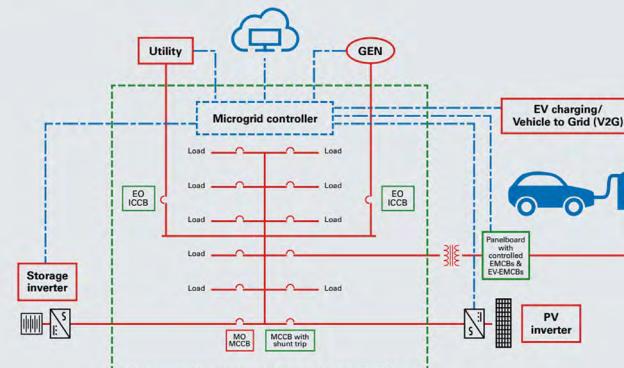 Utility
GEN
Microgrid controller
EV charging/
Vehicle to Grid (V2G)
Load
Load
Load
Load
EO
ICCB
EO
ICCB
Load
Load
Load
Panelboard
with
controlled
EMCBs &
EV-EMCBs
Storage
inverter
Load
Load
MO
MCCB
MCCB with
shunt trip
PV
inverter